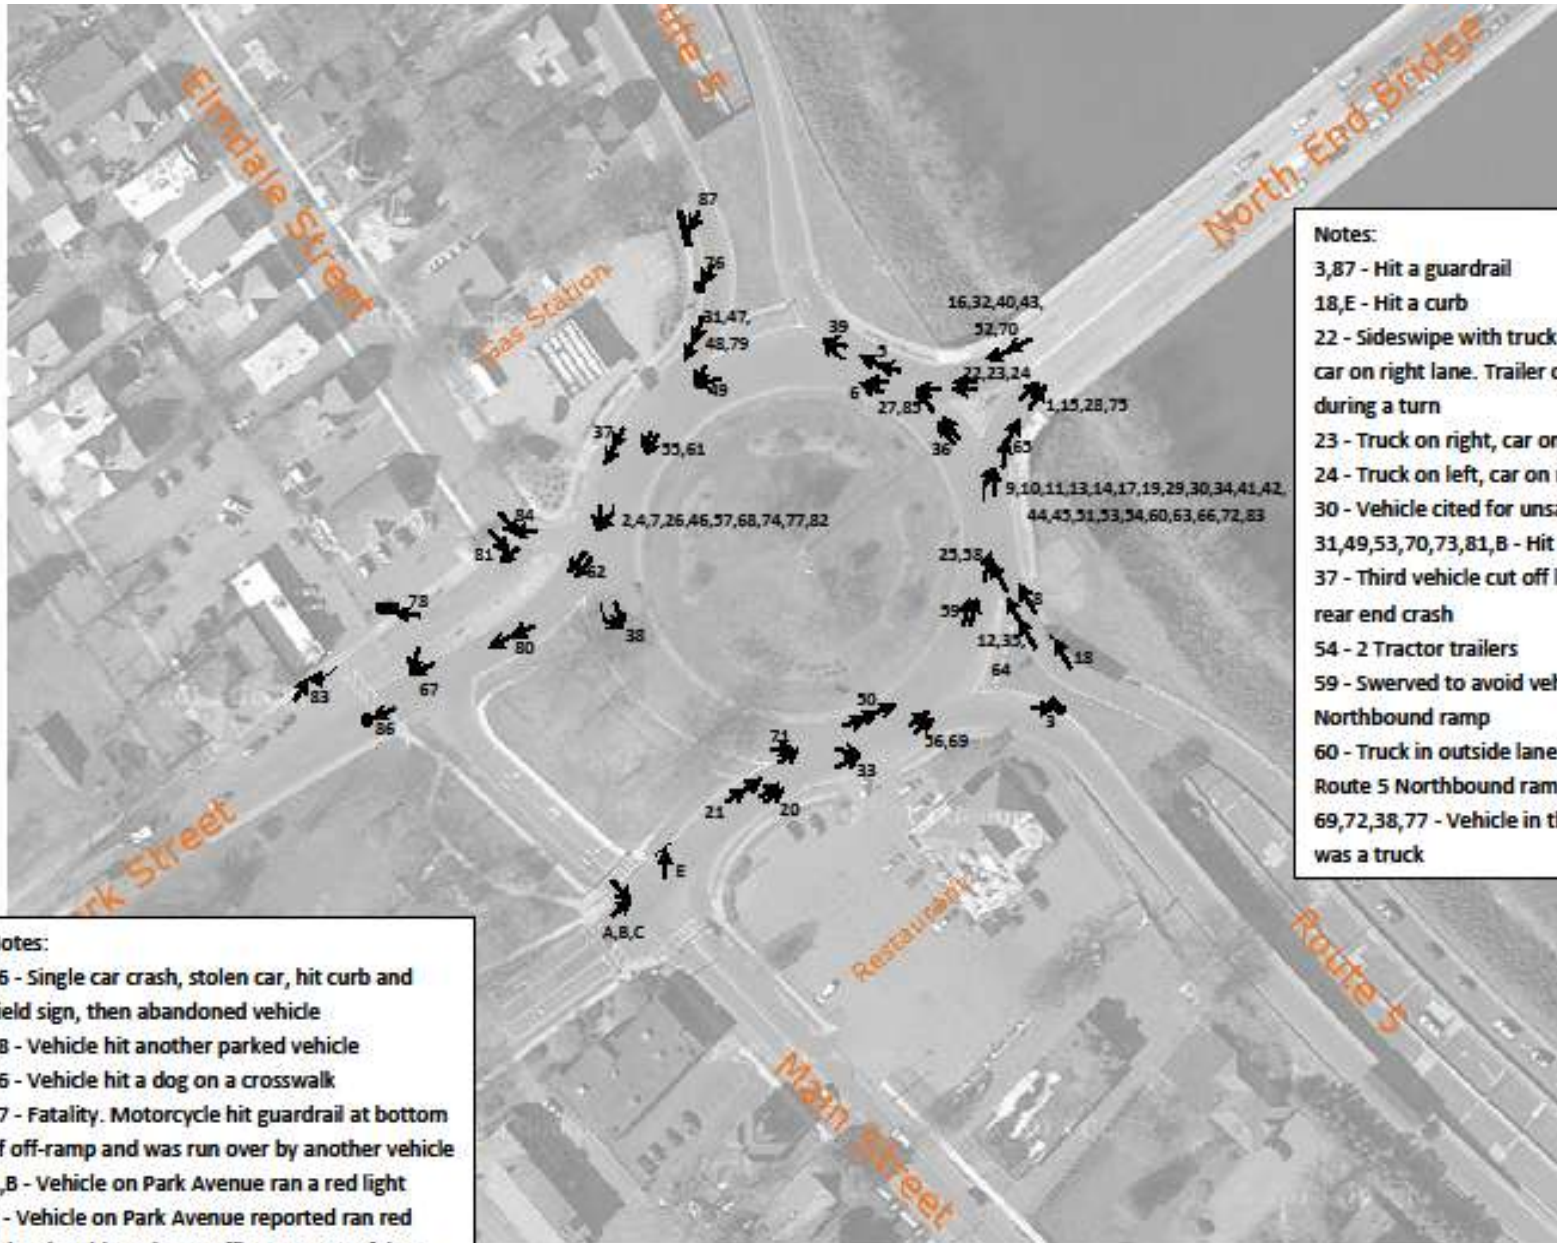 Elmdale Street
ute 5
North End Bridge
Gas Station
87
76
31,47,
48,79
49
39
5
6
27,85
22,23,24
16,32,40,43,
52,70
1,15,28,75
36
65
9,10,11,13,14,17,19,29,30,34,41,42,
44,45,51,53,54,60,63,66,72,83
37
55,61
2,4,7,26,46,57,68,74,77,82
84
81
62
38
78
80
67
83
86
25,58
59
8
12,35,
64
18
3
50
56,69
71
33
21
20
E
A,B,C
rk Street
Restaurant
Main Street
Route 5
Notes:
3,87 - Hit a guardrail
18,E - Hit a curb
22 - Sideswipe with truck
car on right lane. Trailer
during a turn
23 - Truck on right, car
24 - Truck on left, car on
30 - Vehicle cited for
31,49,53,70,73,81,B - Hit
37 - Third vehicle cut off
rear end crash
54 - 2 Tractor trailers
59 - Swerved to avoid
Northbound ramp
60 - Truck in outside lane
Route 5 Northbound ram
69,72,38,77 - Vehicle in
was a truck
otes:
6 - Single car crash, stolen car, hit curb and
ield sign, then abandoned vehicle
8 - Vehicle hit another parked vehicle
6 - Vehicle hit a dog on a crosswalk
7 - Fatality. Motorcycle hit guardrail at bottom
f off-ramp and was run over by another vehicle
,B - Vehicle on Park Avenue ran a red light
- Vehicle on Park Avenue reported ran red